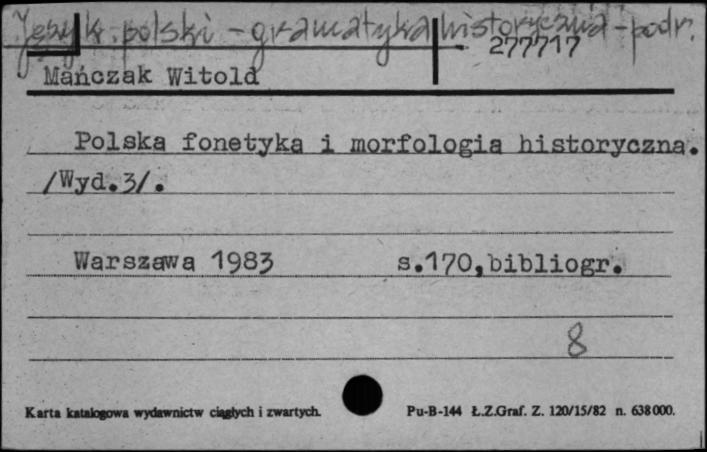 Język polski - gramatyka historyczna - podr.
277717
Mańczak Witold
Polska fonetyka i morfologia historyczna.
/Wyd.3/.
Warszawa 1983 s.170,bibliogr.
8
Karta katalogowa wydawnictw ciągłych i zwartych. Pu-B-144 Ł.Z.Graf. Z. 120/15/82 n. 638000.